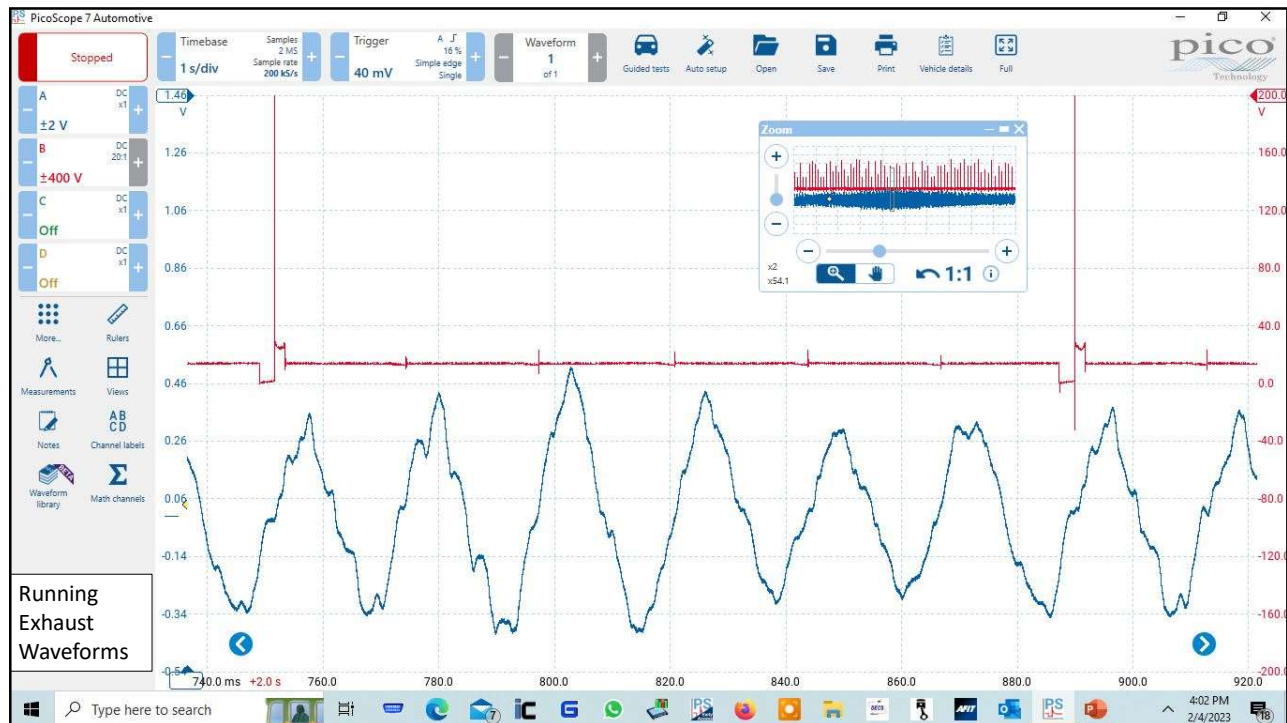 PicoScope 7 Automotive
Stopped
Timebase
1 s/div
Samples
2 MS
Sample rate
200 kS/s
Trigger
40 mV
A
16 %
Simple edge
Single
Waveform
1
of 1
Guided tests
Auto setup
Open
Save
Print
Vehicle details
Full
pico
Technology
A
DC
x1
±2 V
B
DC
20:1
±400 V
C
DC
x1
Off
D
DC
x1
Off
More...
Rulers
Measurements
Views
Notes
AB
CD
Channel labels
BETA
Waveform
library
Math channels
1.46
V
1.26
1.06
0.86
0.66
0.46
0.26
0.06
-0.14
-0.34
-0.54
200.0
V
160.0
120.0
80.0
40.0
0.0
-40.0
-80.0
-120.0
-160.0
-200.0
Zoom
x2
x54.1
1:1
740.0 ms +2.0 s
760.0
780.0
800.0
820.0
840.0
860.0
880.0
900.0
920.0
Running
Exhaust
Waveforms
Type here to search
7
4:02 PM
2/4/2023